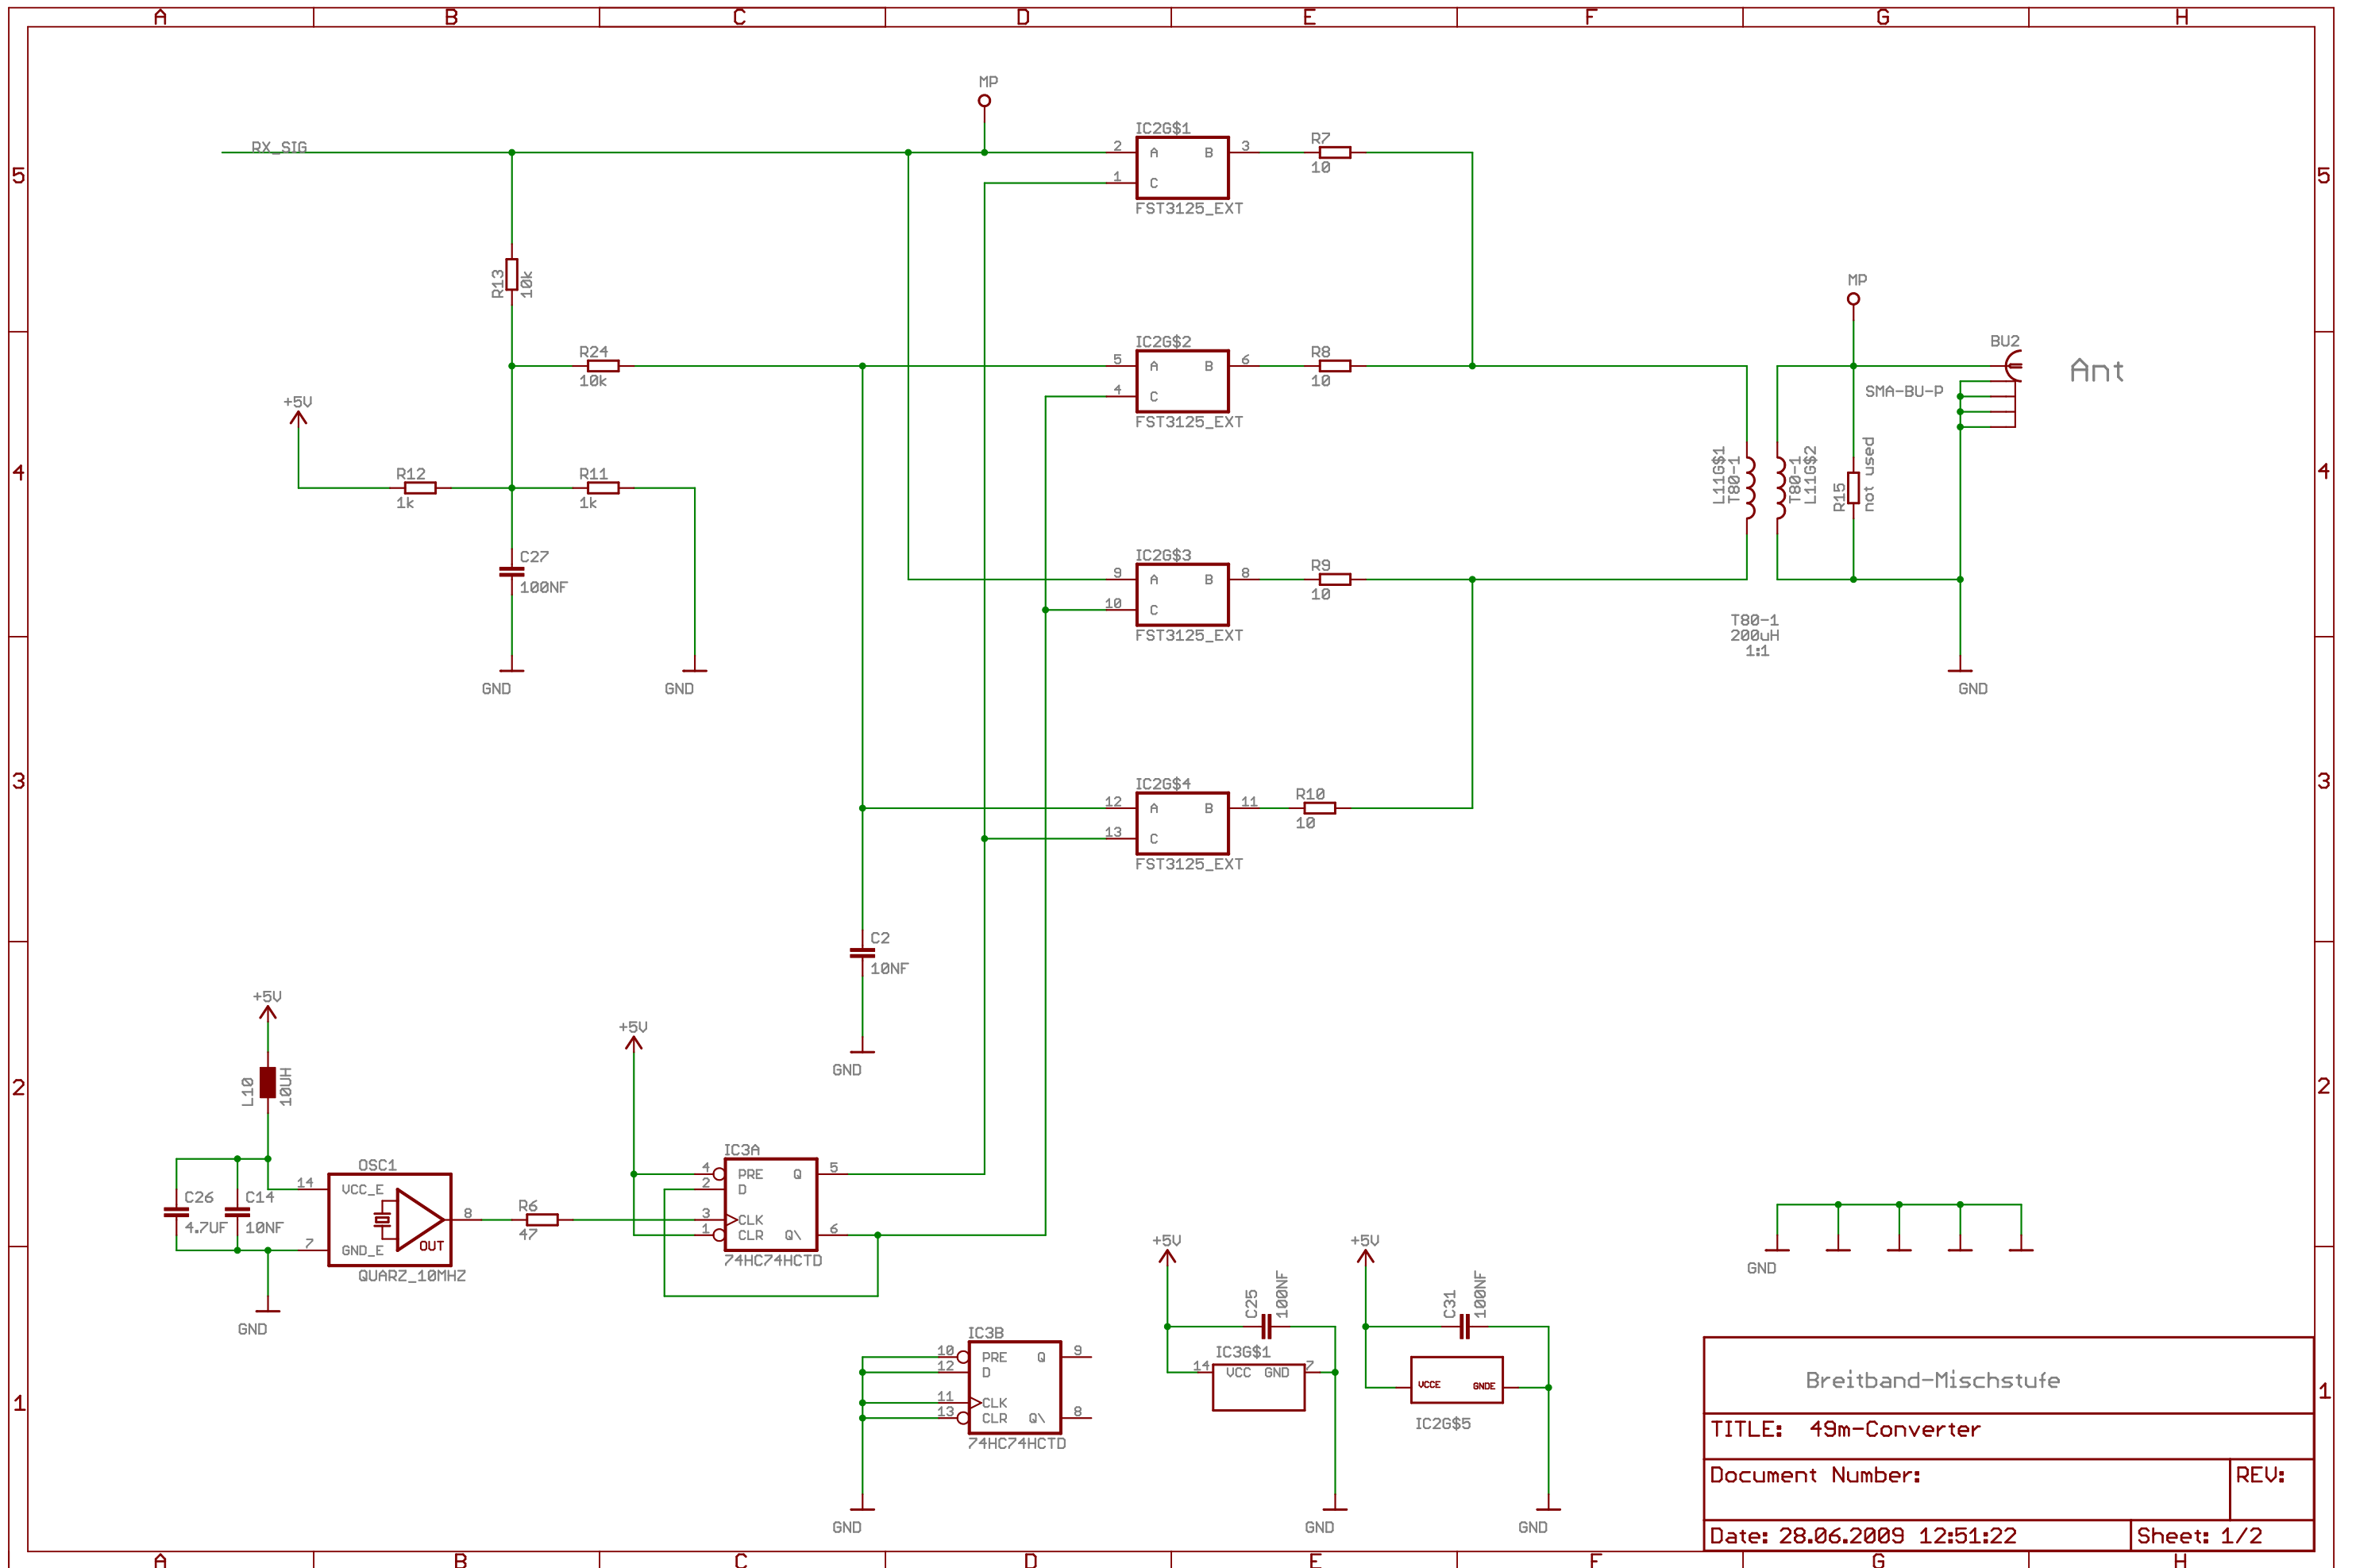 A B C D E F G H
MP
RX_SIG
IC2G$1
2 A B 3
1 C
FST3125_EXT
R7
10
5 5
R13
10k
MP
R24
10k
IC2G$2
5 A B 6
4 C
FST3125_EXT
R8
10
BU2
Ant
SMA-BU-P
+5V
R12
1k
R11
1k
4 4
L11G$1
T80-1
T80-1
L11G$2
R15
not used
C27
100NF
IC2G$3
9 A B 8
10 C
FST3125_EXT
R9
10
T80-1
200uH
1:1
GND
GND
GND
3 3
IC2G$4
12 A B 11
13 C
FST3125_EXT
R10
10
C2
10NF
GND
+5V
+5V
L10
10UH
2 2
C26
4.7UF
C14
10NF
OSC1
14 VCC_E
8
7 GND_E OUT
QUARZ_10MHZ
GND
R6
47
IC3A
4 PRE Q 5
2 D
3 CLK
1 CLR Q\ 6
74HC74HCTD
IC3B
10 PRE Q 9
12 D
11 CLK
13 CLR Q\ 8
74HC74HCTD
GND
+5V
C25
100NF
IC3G$1
14 VCC GND 7
GND
+5V
C31
100NF
VCCE GNDE
IC2G$5
GND
GND
1 1
Breitband-Mischstufe
TITLE: 49m-Converter
Document Number:
REV:
Date: 28.06.2009 12:51:22
Sheet: 1/2
A B C D E F G H